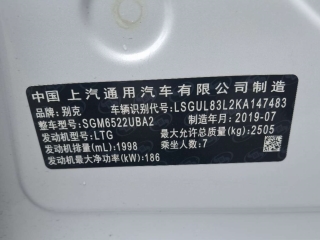 中国 上汽通用汽车有限公司制造
品牌：别克 车辆识别代号：LSGUL83L2KA147483
整车型号：SGM6522UBA2 制造年月：2019-07
发动机型号：LTG 最大允许总质量(kg)：2505
发动机排量(mL)：1998 乘坐人数：7
发动机最大净功率(kW)：186